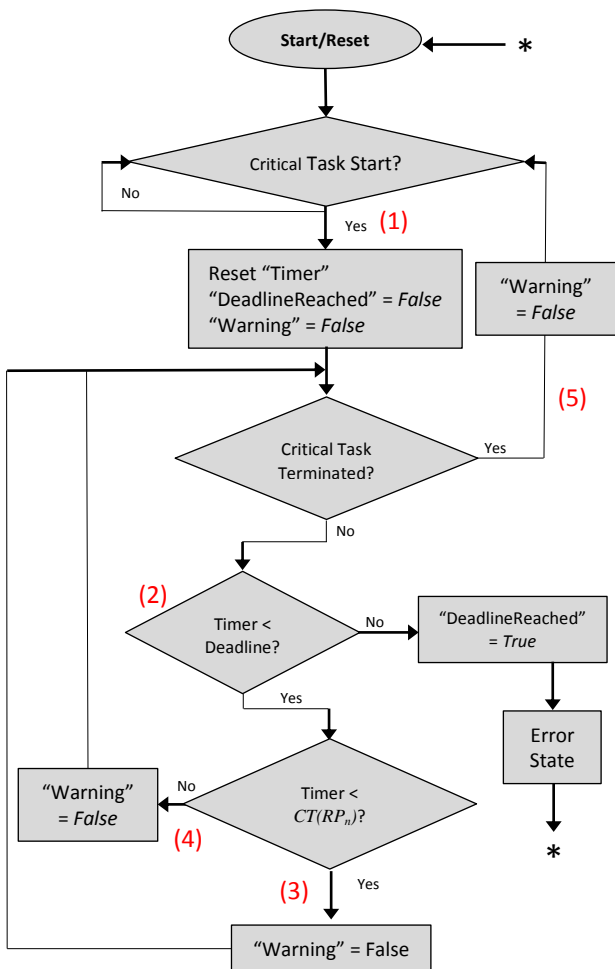 Start/Reset
*
Critical Task Start?
No
Yes
(1)
Reset “Timer”
“DeadlineReached” = False
“Warning” = False
“Warning”
= False
(5)
Critical Task
Terminated?
Yes
No
(2)
Timer <
Deadline?
No
“DeadlineReached”
= True
Yes
Error
State
*
“Warning”
= False
No
(4)
Timer <
CT(RPn)?
(3)
Yes
“Warning” = False